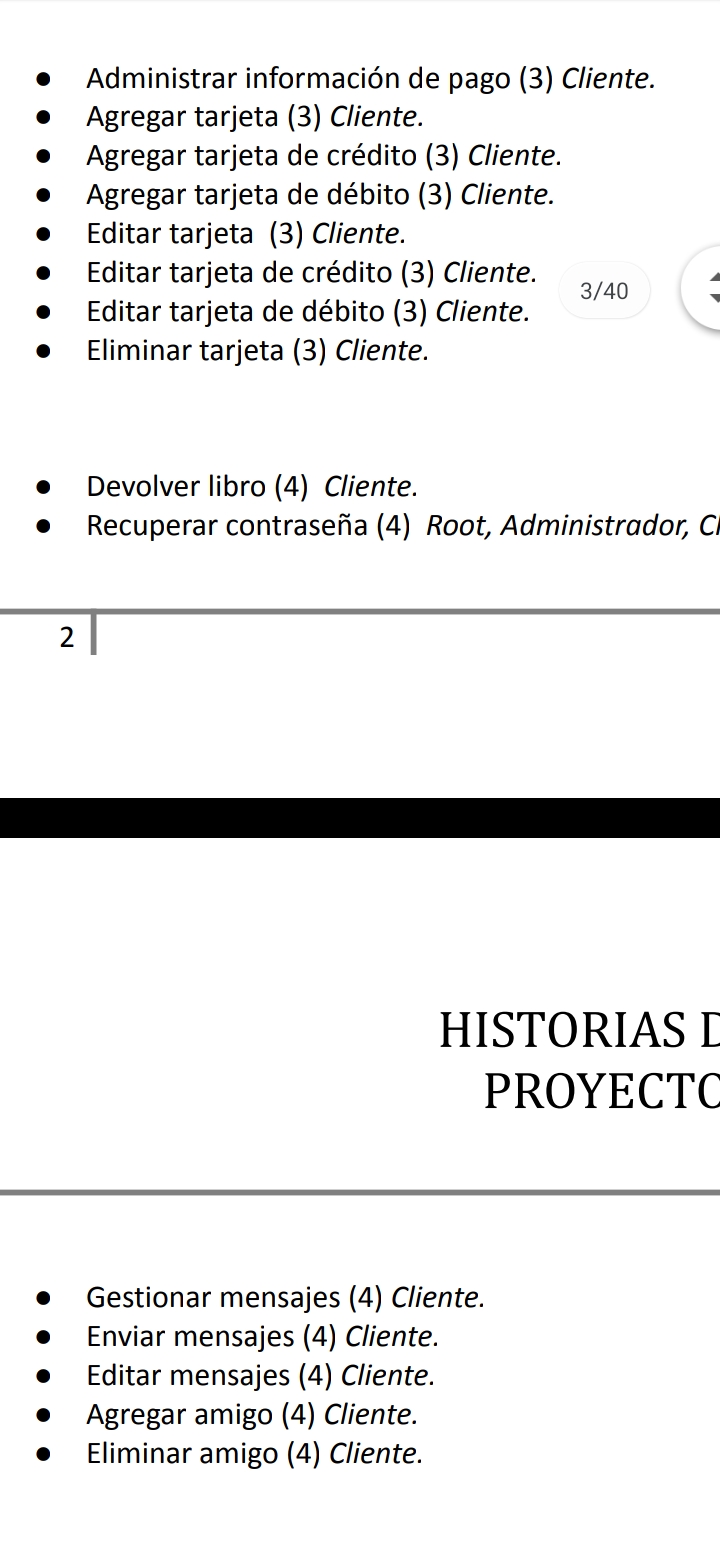 ● Administrar información de pago (3) Cliente.
● Agregar tarjeta (3) Cliente.
● Agregar tarjeta de crédito (3) Cliente.
● Agregar tarjeta de débito (3) Cliente.
● Editar tarjeta  (3) Cliente.
● Editar tarjeta de crédito (3) Cliente.
3/40
● Editar tarjeta de débito (3) Cliente.
● Eliminar tarjeta (3) Cliente.
● Devolver libro (4)  Cliente.
● Recuperar contraseña (4)  Root, Administrador,
2
HISTORIAS
PROYECTO
● Gestionar mensajes (4) Cliente.
● Enviar mensajes (4) Cliente.
● Editar mensajes (4) Cliente.
● Agregar amigo (4) Cliente.
● Eliminar amigo (4) Cliente.